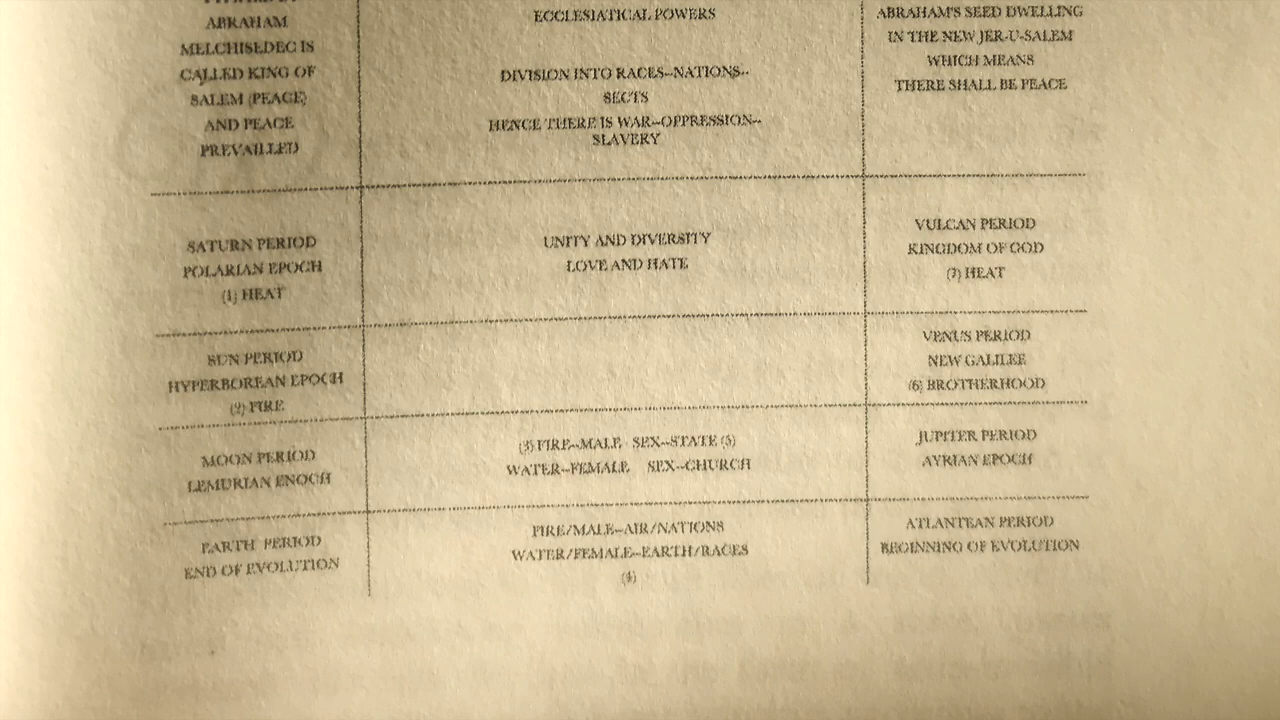 ABRAHAM
MELCHISEDEC IS
CALLED KING OF
SALEM (PEACE)
AND PEACE
PREVAILLED
ECCLESIATICAL POWERS
DIVISION INTO RACES--NATIONS--
SECTS
HENCE THERE IS WAR--OPPRESSION--
SLAVERY
ABRAHAM'S SEED DWELLING
IN THE NEW JER-U-SALEM
WHICH MEANS
THERE SHALL BE PEACE
SATURN PERIOD
POLARIAN EPOCH
(1) HEAT
UNITY AND DIVERSITY
LOVE AND HATE
VULCAN PERIOD
KINGDOM OF GOD
(7) HEAT
SUN PERIOD
HYPERBOREAN EPOCH
(2) FIRE
VENUS PERIOD
NEW GALILEE
(6) BROTHERHOOD
MOON PERIOD
LEMURIAN ENOCH
(3) FIRE--MALE SEX--STATE (5)
WATER--FEMALE SEX--CHURCH
JUPITER PERIOD
AYRIAN EPOCH
EARTH PERIOD
END OF EVOLUTION
FIRE/MALE--AIR/NATIONS
WATER/FEMALE--EARTH/RACES
(4)
ATLANTEAN PERIOD
BEGINNING OF EVOLUTION